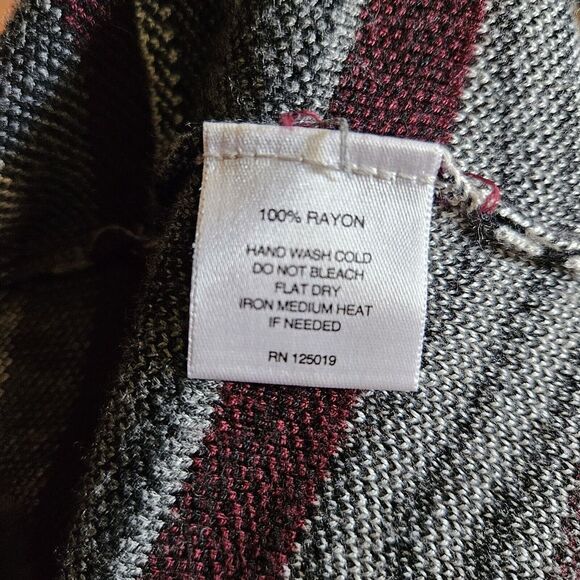 100% RAYON
HAND WASH COLD
DO NOT BLEACH
FLAT DRY
IRON MEDIUM HEAT
IF NEEDED
RN 125019